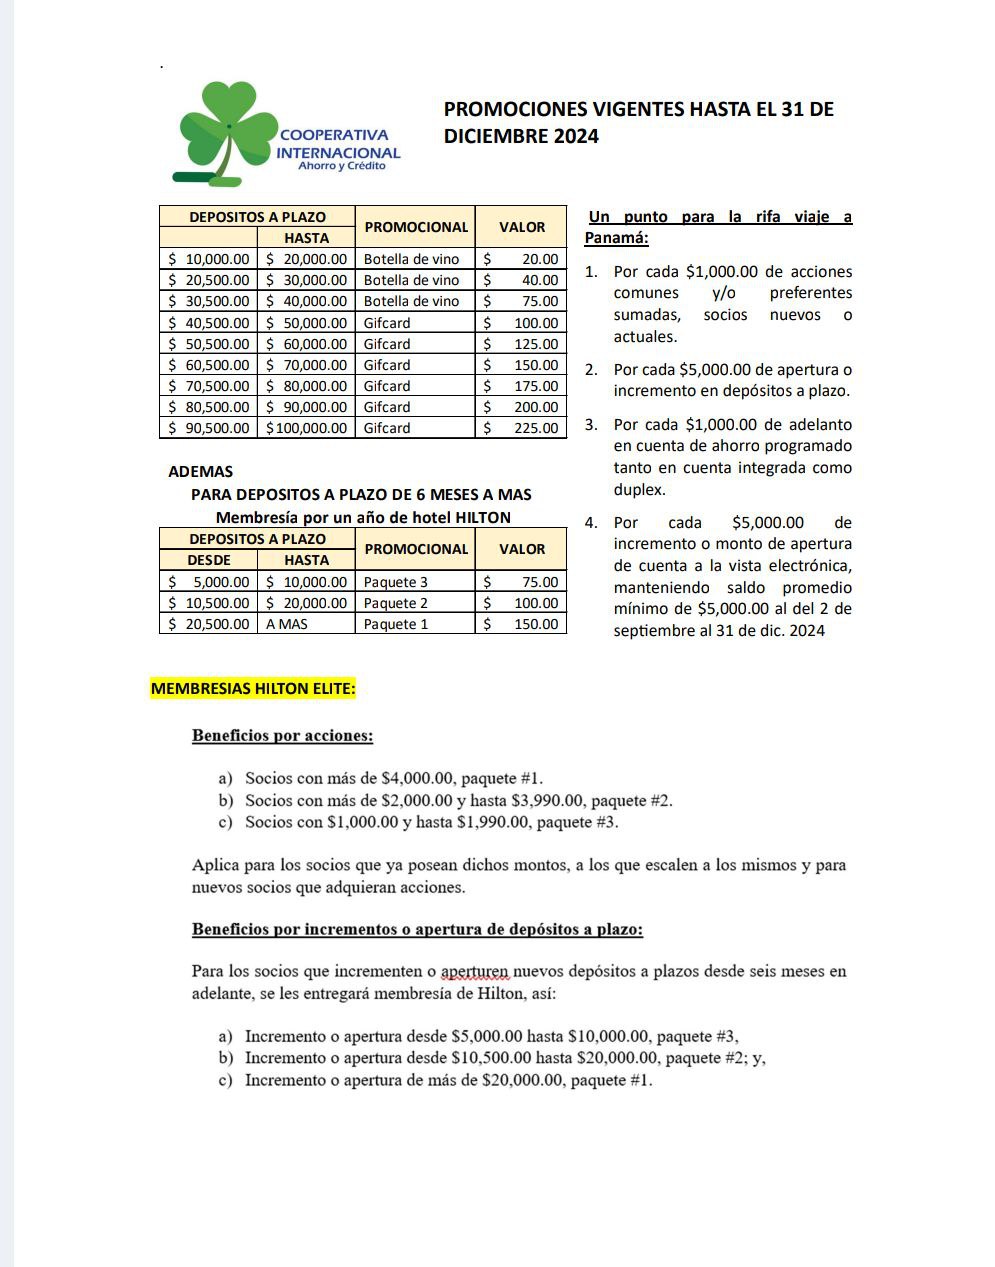 .
COOPERATIVA
INTERNACIONAL
Ahorro y Crédito
PROMOCIONES VIGENTES HASTA EL 31 DE
DICIEMBRE 2024
DEPOSITOS A PLAZO PROMOCIONAL VALOR
HASTA
$ 10,000.00 $ 20,000.00 Botella de vino $ 20.00
$ 20,500.00 $ 30,000.00 Botella de vino $ 40.00
$ 30,500.00 $ 40,000.00 Botella de vino $ 75.00
$ 40,500.00 $ 50,000.00 Gifcard $ 100.00
$ 50,500.00 $ 60,000.00 Gifcard $ 125.00
$ 60,500.00 $ 70,000.00 Gifcard $ 150.00
$ 70,500.00 $ 80,000.00 Gifcard $ 175.00
$ 80,500.00 $ 90,000.00 Gifcard $ 200.00
$ 90,500.00 $100,000.00 Gifcard $ 225.00
ADEMAS
PARA DEPOSITOS A PLAZO DE 6 MESES A MAS
Membresía por un año de hotel HILTON
DEPOSITOS A PLAZO PROMOCIONAL VALOR
DESDE HASTA
$ 5,000.00 $ 10,000.00 Paquete 3 $ 75.00
$ 10,500.00 $ 20,000.00 Paquete 2 $ 100.00
$ 20,500.00 A MAS Paquete 1 $ 150.00
Un punto para la rifa viaje a
Panamá:
1. Por cada $1,000.00 de acciones
comunes y/o preferentes
sumadas, socios nuevos o
actuales.
2. Por cada $5,000.00 de apertura o
incremento en depósitos a plazo.
3. Por cada $1,000.00 de adelanto
en cuenta de ahorro programado
tanto en cuenta integrada como
duplex.
4. Por cada $5,000.00 de
incremento o monto de apertura
de cuenta a la vista electrónica,
manteniendo saldo promedio
mínimo de $5,000.00 al del 2 de
septiembre al 31 de dic. 2024
MEMBRESIAS HILTON ELITE:
Beneficios por acciones:
a) Socios con más de $4,000.00, paquete #1.
b) Socios con más de $2,000.00 y hasta $3,990.00, paquete #2.
c) Socios con $1,000.00 y hasta $1,990.00, paquete #3.
Aplica para los socios que ya posean dichos montos, a los que escalen a los mismos y para
nuevos socios que adquieran acciones.
Beneficios por incrementos o apertura de depósitos a plazo:
Para los socios que incrementen o aperturen nuevos depósitos a plazos desde seis meses en
adelante, se les entregará membresía de Hilton, así:
a) Incremento o apertura desde $5,000.00 hasta $10,000.00, paquete #3,
b) Incremento o apertura desde $10,500.00 hasta $20,000.00, paquete #2; y,
c) Incremento o apertura de más de $20,000.00, paquete #1.